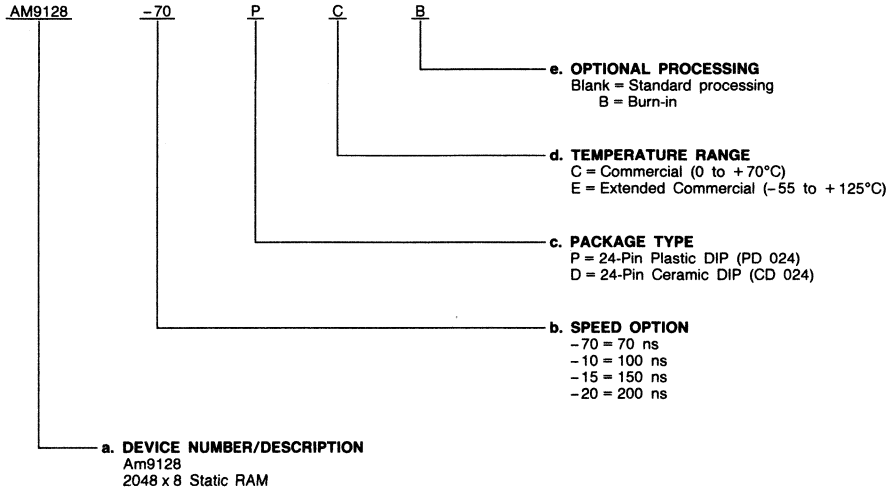 AM9128 -70 P C B
e. OPTIONAL PROCESSING
Blank = Standard processing
B = Burn-in
d. TEMPERATURE RANGE
C = Commercial (0 to +70°C)
E = Extended Commercial (-55 to +125°C)
c. PACKAGE TYPE
P = 24-Pin Plastic DIP (PD 024)
D = 24-Pin Ceramic DIP (CD 024)
b. SPEED OPTION
-70 = 70 ns
-10 = 100 ns
-15 = 150 ns
-20 = 200 ns
a. DEVICE NUMBER/DESCRIPTION
Am9128
2048 x 8 Static RAM